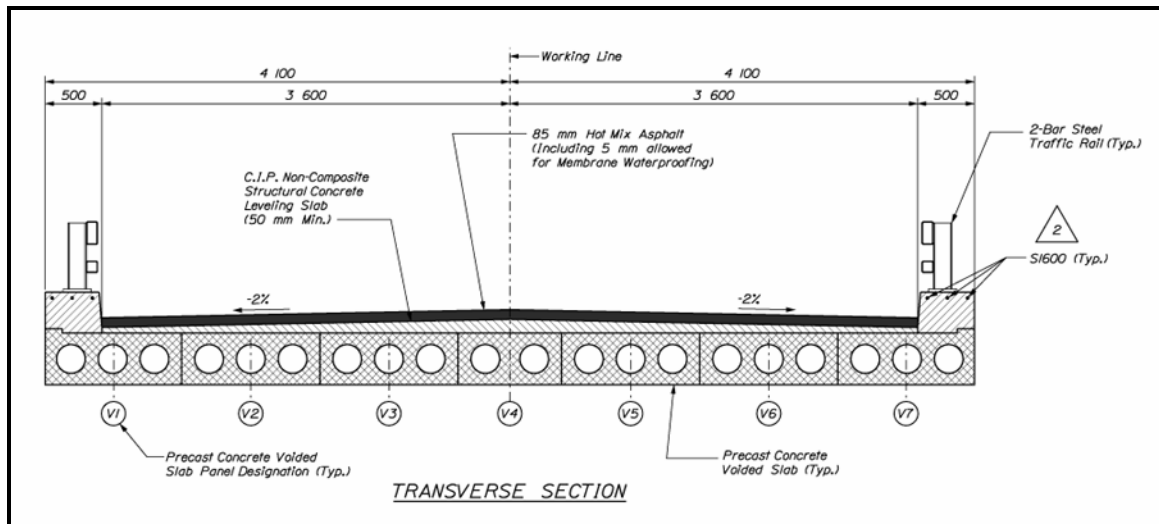 Working Line
4 100
4 100
500
3 600
3 600
500
85 mm Hot Mix Asphalt
(Including 5 mm allowed
for Membrane Waterproofing)
2-Bar Steel
Traffic Rail (Typ.)
C.I.P. Non-Composite
Structural Concrete
Leveling Slab
(50 mm Min.)
2
S1600 (Typ.)
-2%
-2%
V1
V2
V3
V4
V5
V6
V7
Precast Concrete Voided
Slab Panel Designation (Typ.)
Precast Concrete
Voided Slab (Typ.)
TRANSVERSE SECTION